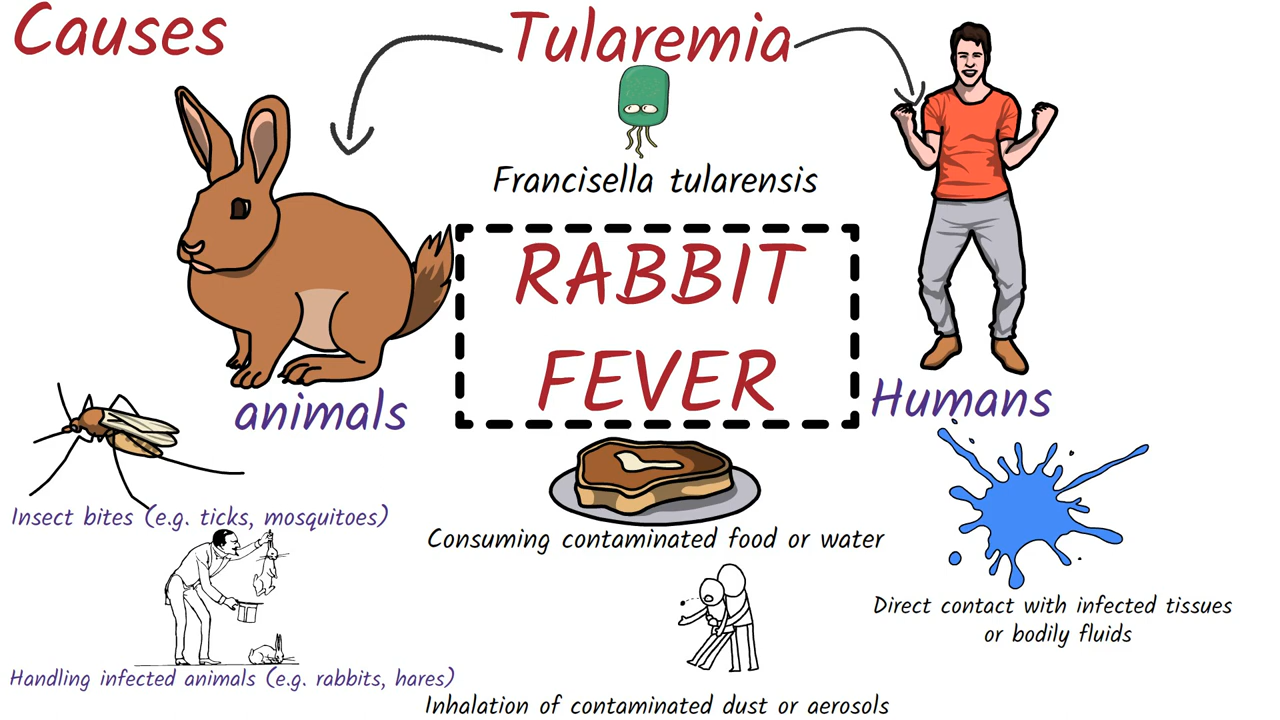 Causes
Tularemia
Francisella tularensis
RABBIT
FEVER
animals
Humans
Insect bites (e.g. ticks, mosquitoes)
Consuming contaminated food or water
Direct contact with infected tissues
or bodily fluids
Handling infected animals (e.g. rabbits, hares)
Inhalation of contaminated dust or aerosols